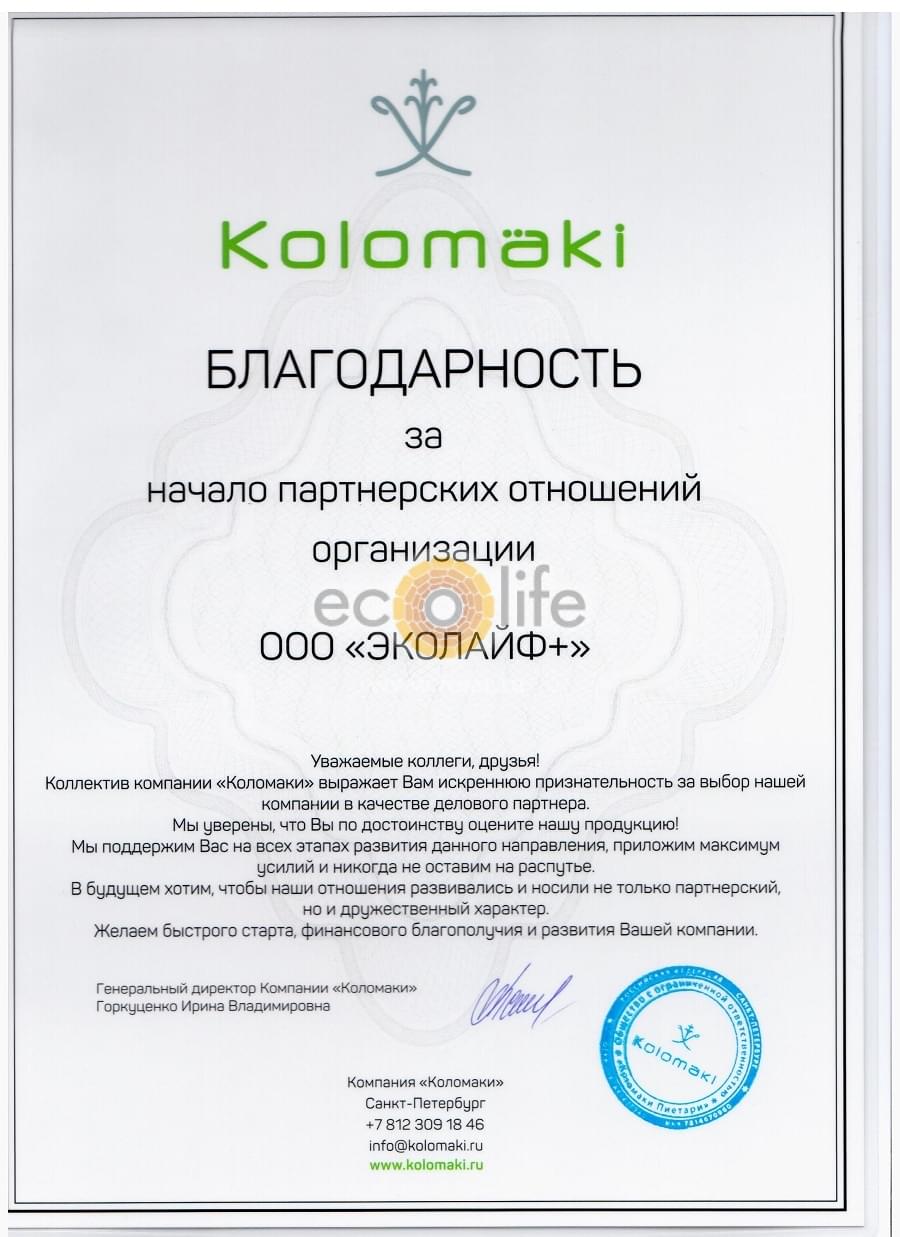 Kolomäki
БЛАГОДАРНОСТЬ
за
начало партнерских отношений
организации
eco life
ООО «ЭКОЛАЙФ+»
Уважаемые коллеги, друзья!
Коллектив компании «Коломаки» выражает Вам искреннюю признательность за выбор нашей
компании в качестве делового партнера.
Мы уверены, что Вы по достоинству оцените нашу продукцию!
Мы поддержим Вас на всех этапах развития данного направления, приложим максимум
усилий и никогда не оставим на распутье.
В будущем хотим, чтобы наши отношения развивались и носили не только партнерский,
но и дружественный характер.
Желаем быстрого старта, финансового благополучия и развития Вашей компании.
Генеральный директор Компании «Коломаки»
Горкуценко Ирина Владимировна
РОССИЙСКАЯ ФЕДЕРАЦИЯ САНКТ-ПЕТЕРБУРГ
Общество с ограниченной ответственностью
Kolomäki
Компания «Коломаки»
Санкт-Петербург
+7 812 309 18 46
info@kolomaki.ru
www.kolomaki.ru